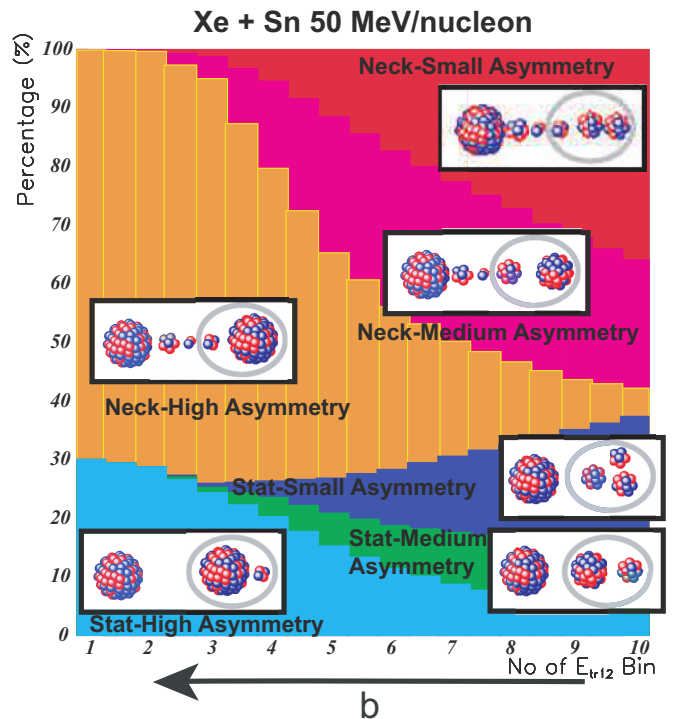 Xe + Sn 50 MeV/nucleon
Percentage (%)
100
90
80
70
60
50
40
30
20
10
0
Neck-Small Asymmetry
Neck-Medium Asymmetry
Neck-High Asymmetry
Stat-Small Asymmetry
Stat-Medium
Asymmetry
Stat-High Asymmetry
1 2 3 4 5 6 7 8 9 10
No of Etr12 Bin
b